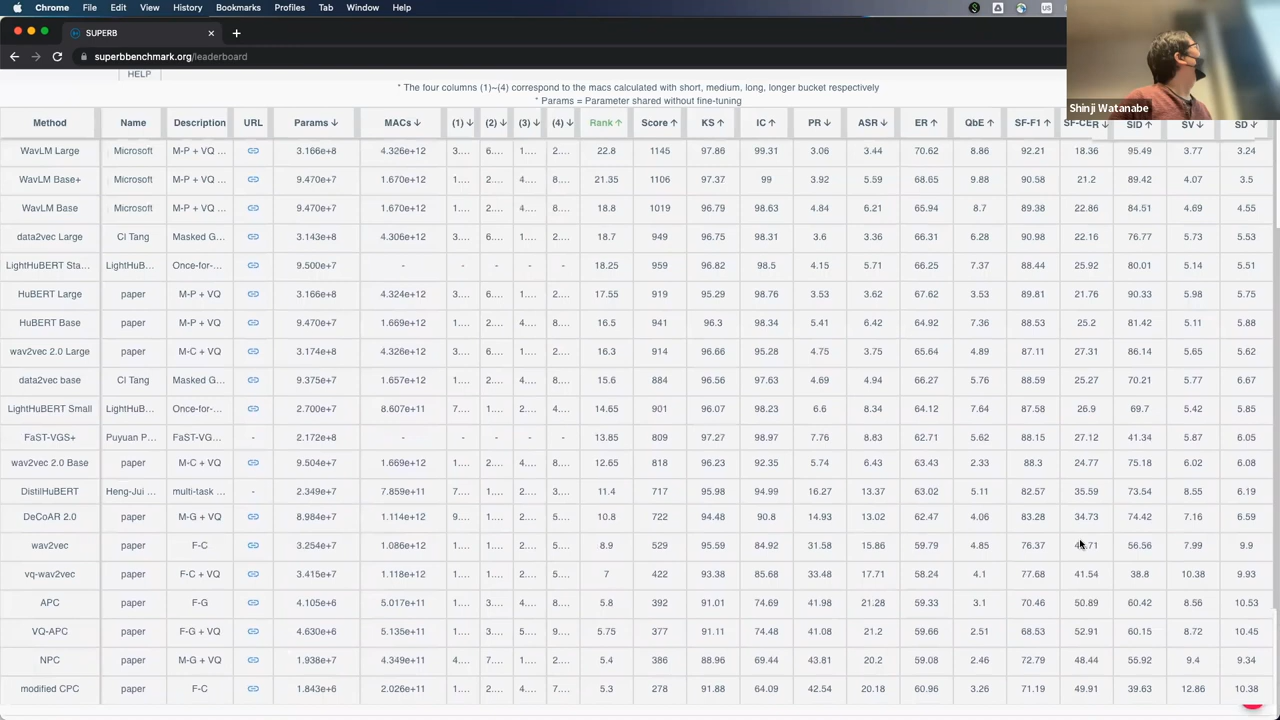 Chrome File Edit View History Bookmarks Profiles Tab Window Help US
SUPERB
superbbenchmark.org/leaderboard
Shinji Watanabe
HELP
* The four columns (1)~(4) correspond to the macs calculated with short, medium, long, longer bucket respectively
* Params = Parameter shared without fine-tuning
Method Name Description URL Params↓ MACs↓ (1)↓ (2)↓ (3)↓ (4)↓ Rank↑ Score↑ KS↑ IC↑ PR↓ ASR↓ ER↑ QbE↑ SF-F1↑ SF-CER↓ SID↑ SV↓ SD↓
WavLM Large Microsoft M-P + VQ ... 3.166e+8 4.326e+12 3.... 6.... 1.... 2.... 22.8 1145 97.86 99.31 3.06 3.44 70.62 8.86 92.21 18.36 95.49 3.77 3.24
WavLM Base+ Microsoft M-P + VQ ... 9.470e+7 1.670e+12 1.... 2.... 4.... 8.... 21.35 1106 97.37 99 3.92 5.59 68.65 9.88 90.58 21.2 89.42 4.07 3.5
WavLM Base Microsoft M-P + VQ ... 9.470e+7 1.670e+12 1.... 2.... 4.... 8.... 18.8 1019 96.79 98.63 4.84 6.21 65.94 8.7 89.38 22.86 84.51 4.69 4.55
data2vec Large CI Tang Masked G... 3.143e+8 4.306e+12 3.... 6.... 1.... 2.... 18.7 949 96.75 98.31 3.6 3.36 66.31 6.28 90.98 22.16 76.77 5.73 5.53
LightHuBERT Sta... LightHuB... Once-for-... 9.500e+7 - - - - - 18.25 959 96.82 98.5 4.15 5.71 66.25 7.37 88.44 25.92 80.01 5.14 5.51
HuBERT Large paper M-P + VQ 3.166e+8 4.324e+12 3.... 6.... 1.... 2.... 17.55 919 95.29 98.76 3.53 3.62 67.62 3.53 89.81 21.76 90.33 5.98 5.75
HuBERT Base paper M-P + VQ 9.470e+7 1.669e+12 1.... 2.... 4.... 8.... 16.5 941 96.3 98.34 5.41 6.42 64.92 7.36 88.53 25.2 81.42 5.11 5.88
wav2vec 2.0 Large paper M-C + VQ 3.174e+8 4.326e+12 3.... 6.... 1.... 2.... 16.3 914 96.66 95.28 4.75 3.75 65.64 4.89 87.11 27.31 86.14 5.65 5.62
data2vec base CI Tang Masked G... 9.375e+7 1.657e+12 1.... 2.... 4.... 8.... 15.6 884 96.56 97.63 4.69 4.94 66.27 5.76 88.59 25.27 70.21 5.77 6.67
LightHuBERT Small LightHuB... Once-for-... 2.700e+7 8.607e+11 7.... 1.... 2.... 4.... 14.65 901 96.07 98.23 6.6 8.34 64.12 7.64 87.58 26.9 69.7 5.42 5.85
FaST-VGS+ Puyuan P... FaST-VG... - 2.172e+8 - - - - - 13.85 809 97.27 98.97 7.76 8.83 62.71 5.62 88.15 27.12 41.34 5.87 6.05
wav2vec 2.0 Base paper M-C + VQ 9.504e+7 1.669e+12 1.... 2.... 4.... 8.... 12.65 818 96.23 92.35 5.74 6.43 63.43 2.33 88.3 24.77 75.18 6.02 6.08
DistilHuBERT Heng-Jui ... multi-task ... - 2.349e+7 7.859e+11 7.... 1.... 2.... 3.... 11.4 717 95.98 94.99 16.27 13.37 63.02 5.11 82.57 35.59 73.54 8.55 6.19
DeCoAR 2.0 paper M-G + VQ 8.984e+7 1.114e+12 9.... 1.... 2.... 5.... 10.8 722 94.48 90.8 14.93 13.02 62.47 4.06 83.28 34.73 74.42 7.16 6.59
wav2vec paper F-C 3.254e+7 1.086e+12 1.... 1.... 2.... 5.... 8.9 529 95.59 84.92 31.58 15.86 59.79 4.85 76.37 56.56 7.99 9.9
vq-wav2vec paper F-C + VQ 3.415e+7 1.118e+12 1.... 1.... 2.... 5.... 7 422 93.38 85.68 33.48 17.71 58.24 4.1 77.68 41.54 38.8 10.38 9.93
APC paper F-G 4.105e+6 5.017e+11 1.... 3.... 4.... 8.... 5.8 392 91.01 74.69 41.98 21.28 59.33 3.1 70.46 50.89 60.42 8.56 10.53
VQ-APC paper F-G + VQ 4.630e+6 5.135e+11 1.... 3.... 5.... 9.... 5.75 377 91.11 74.48 41.08 21.2 59.66 2.51 68.53 52.91 60.15 8.72 10.45
NPC paper M-G + VQ 1.938e+7 4.349e+11 4.... 7.... 1.... 2.... 5.4 386 88.96 69.44 43.81 20.2 59.08 2.46 72.79 48.44 55.92 9.4 9.34
modified CPC paper F-C 1.843e+6 2.026e+11 1.... 1.... 2.... 7.... 5.3 278 91.88 64.09 42.54 20.18 60.96 3.26 71.19 49.91 39.63 12.86 10.38